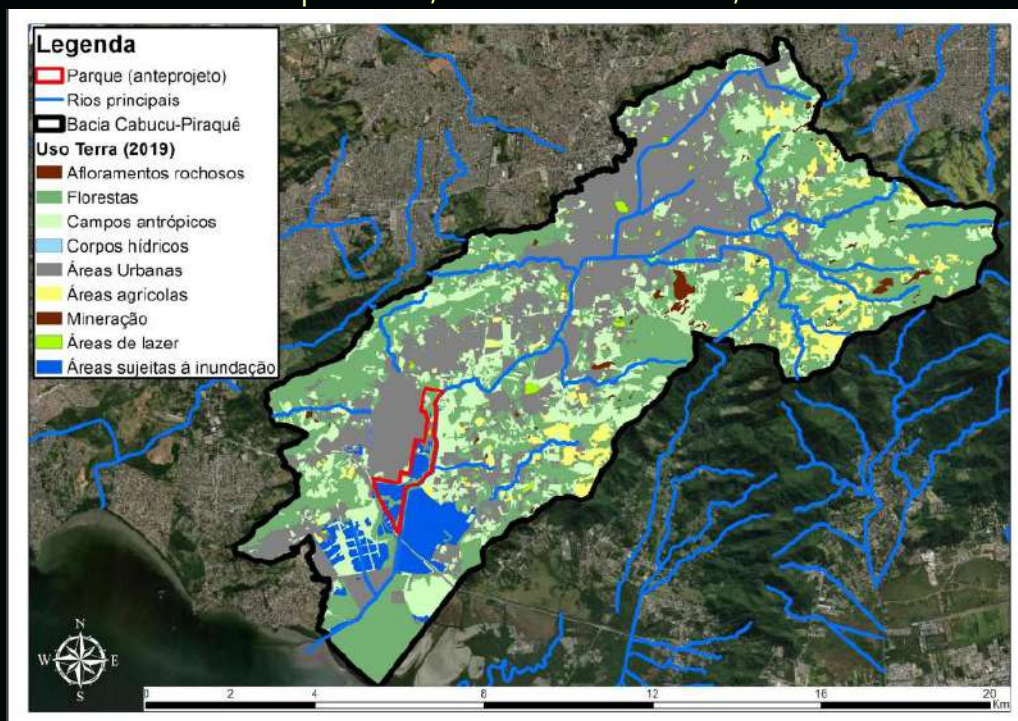 Legenda
Parque (anteprojeto)
Rios principais
Bacia Cabucu-Piraquê
Uso Terra (2019)
Afloramentos rochosos
Florestas
Campos antrópicos
Corpos hídricos
Áreas Urbanas
Áreas agricolas
Mineração
Áreas de lazer
Áreas sujeitas à inundação
N
W E
S
0 2 4 8 12 16 20
Km